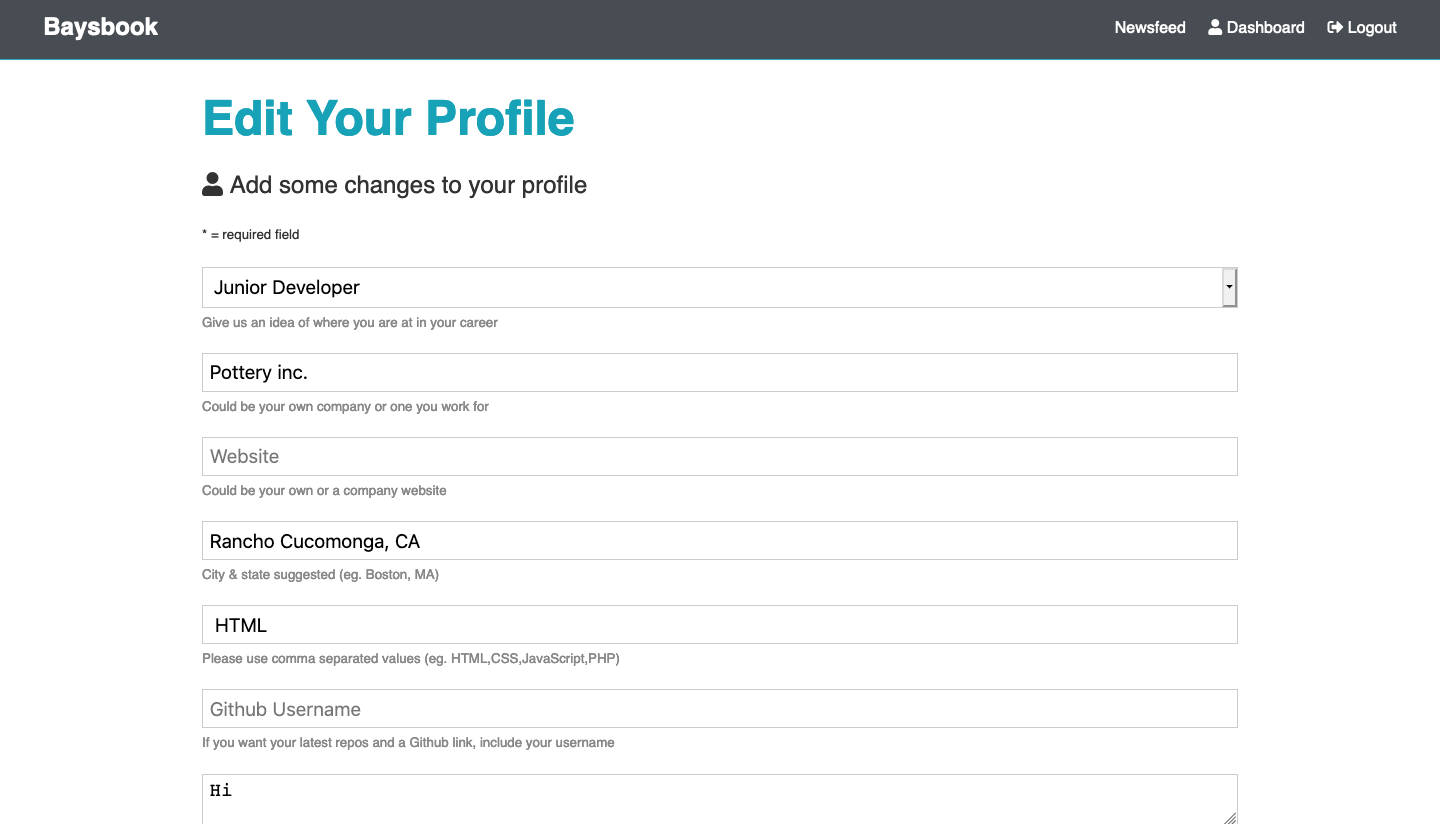 Baysbook
Newsfeed Dashboard Logout
Edit Your Profile
Add some changes to your profile
* = required field
Junior Developer
Give us an idea of where you are at in your career
Pottery inc.
Could be your own company or one you work for
Website
Could be your own or a company website
Rancho Cucomonga, CA
City & state suggested (eg. Boston, MA)
HTML
Please use comma separated values (eg. HTML,CSS,JavaScript,PHP)
Github Username
If you want your latest repos and a Github link, include your username
Hi